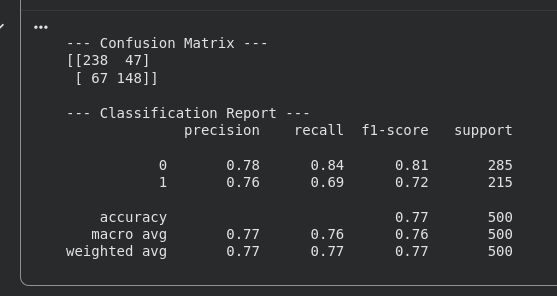 ...
--- Confusion Matrix ---
[[238  47]
 [ 67 148]]
--- Classification Report ---
              precision    recall  f1-score   support
           0       0.78      0.84      0.81       285
           1       0.76      0.69      0.72       215
    accuracy                           0.77       500
   macro avg       0.77      0.76      0.76       500
weighted avg       0.77      0.77      0.77       500